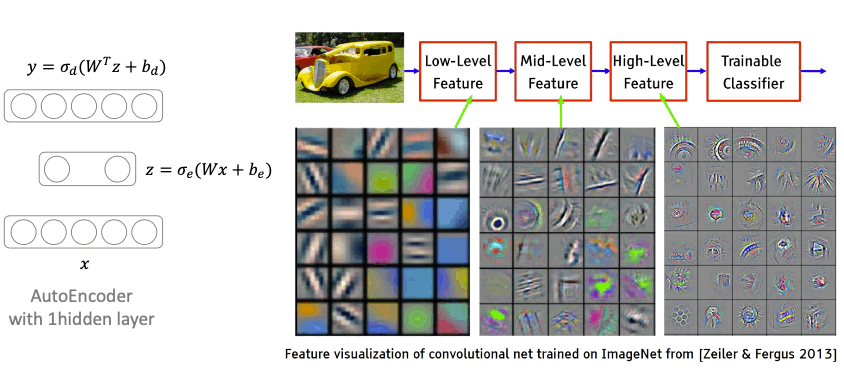 y = σ_d(W^T z + b_d)
z = σ_e(Wx + b_e)
x
AutoEncoder
with 1hidden layer
Low-Level
Feature
Mid-Level
Feature
High-Level
Feature
Trainable
Classifier
Feature visualization of convolutional net trained on ImageNet from [Zeiler & Fergus 2013]